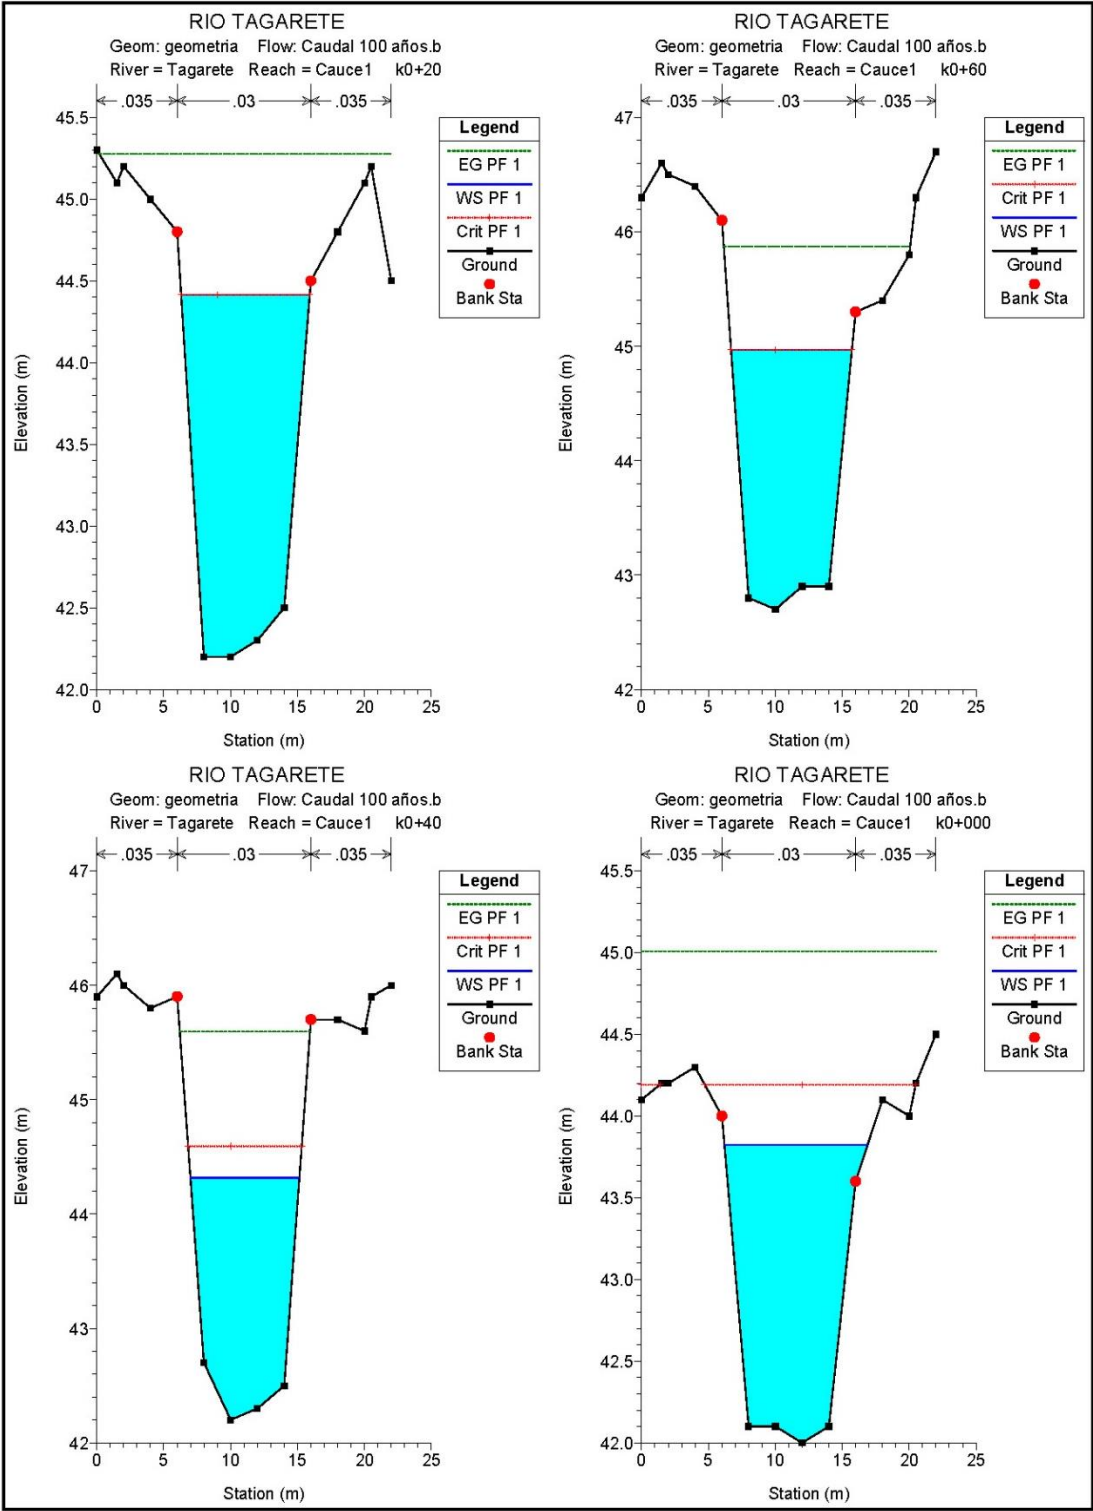 RIO TAGARETE
Geom: geometria Flow: Caudal 100 años.b
River = Tagarete Reach = Cauce1 k0+20
.035 .03 .035
45.5
45.0
44.5
44.0
43.5
43.0
42.5
42.0
0 5 10 15 20 25
Station (m)
Elevation (m)
Legend
EG PF 1
WS PF 1
Crit PF 1
Ground
Bank Sta
RIO TAGARETE
Geom: geometria Flow: Caudal 100 años.b
River = Tagarete Reach = Cauce1 k0+60
.035 .03 .035
47
46
45
44
43
42
0 5 10 15 20 25
Station (m)
Elevation (m)
Legend
EG PF 1
Crit PF 1
WS PF 1
Ground
Bank Sta
RIO TAGARETE
Geom: geometria Flow: Caudal 100 años.b
River = Tagarete Reach = Cauce1 k0+40
.035 .03 .035
47
46
45
44
43
42
0 5 10 15 20 25
Station (m)
Elevation (m)
Legend
EG PF 1
Crit PF 1
WS PF 1
Ground
Bank Sta
RIO TAGARETE
Geom: geometria Flow: Caudal 100 años.b
River = Tagarete Reach = Cauce1 k0+000
.035 .03 .035
45.5
45.0
44.5
44.0
43.5
43.0
42.5
42.0
0 5 10 15 20 25
Station (m)
Elevation (m)
Legend
EG PF 1
Crit PF 1
WS PF 1
Ground
Bank Sta